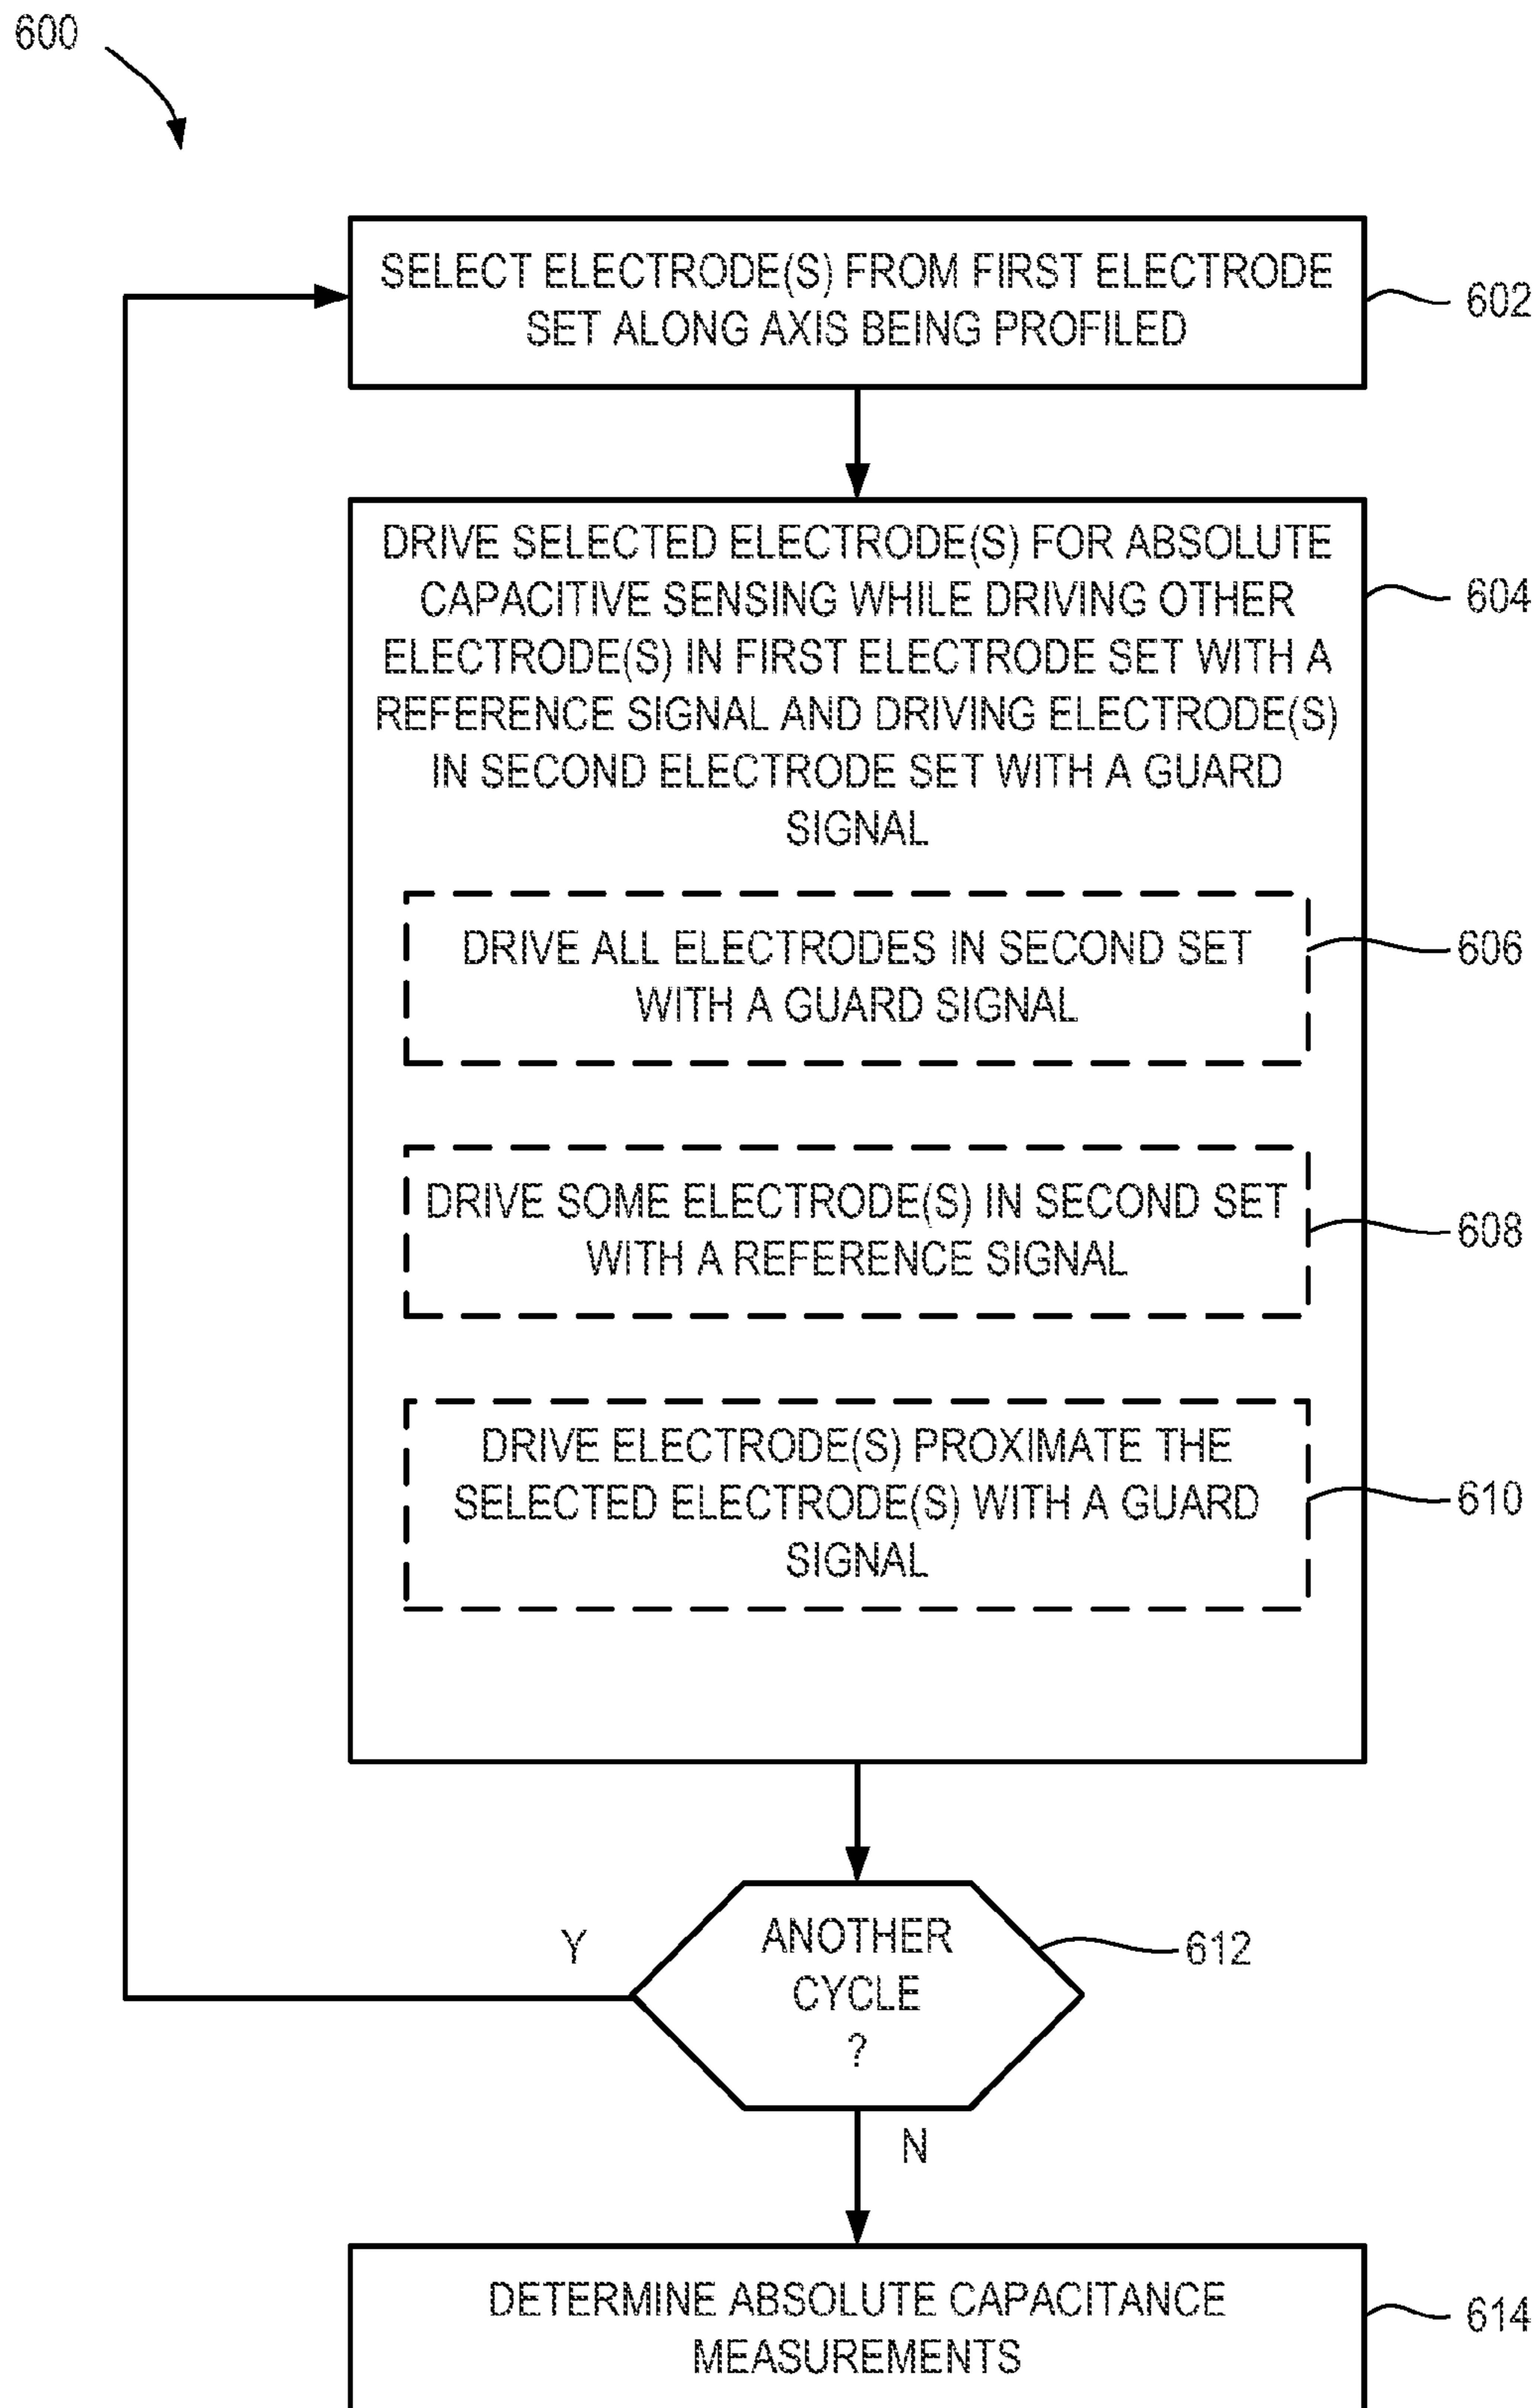 600
SELECT ELECTRODE(S) FROM FIRST ELECTRODE
SET ALONG AXIS BEING PROFILED
602
DRIVE SELECTED ELECTRODE(S) FOR ABSOLUTE
CAPACITIVE SENSING WHILE DRIVING OTHER
ELECTRODE(S) IN FIRST ELECTRODE SET WITH A
REFERENCE SIGNAL AND DRIVING ELECTRODE(S)
IN SECOND ELECTRODE SET WITH A GUARD
SIGNAL
604
DRIVE ALL ELECTRODES IN SECOND SET
WITH A GUARD SIGNAL
606
DRIVE SOME ELECTRODE(S) IN SECOND SET
WITH A REFERENCE SIGNAL
608
DRIVE ELECTRODE(S) PROXIMATE THE
SELECTED ELECTRODE(S) WITH A GUARD
SIGNAL
610
Y
ANOTHER
CYCLE
?
612
N
DETERMINE ABSOLUTE CAPACITANCE
MEASUREMENTS
614